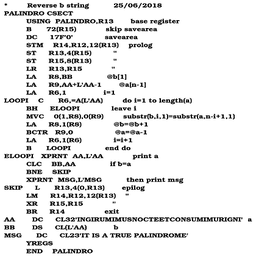 *        Reverse b string        25/06/2018
PALINDRO CSECT
         USING  PALINDRO,R13      base register
         B      72(R15)           skip savearea
         DC     17F'0'            savearea
         STM    R14,R12,12(R13)   prolog
         ST     R13,4(R15)        "
         ST     R15,8(R13)        "
         LR     R13,R15           "
         LA     R8,BB             @b[1]
         LA     R9,AA+L'AA-1      @a[n-1]
         LA     R6,1              i=1
LOOPI    C      R6,=A(L'AA)       do i=1 to length(a)
         BH     ELOOPI            leave i
         MVC    0(1,R8),0(R9)     substr(b,i,1)=substr(a,n-i+1,1)
         LA     R8,1(R8)          @b=@b+1
         BCTR   R9,0              @a=@a-1
         LA     R6,1(R6)          i=i+1
         B      LOOPI             end do
ELOOPI   XPRNT  AA,L'AA           print a
         CLC    BB,AA             if b=a
         BNE    SKIP
         XPRNT  MSG,L'MSG         then print msg
SKIP     L      R13,4(0,R13)      epilog
         LM     R14,R12,12(R13)   "
         XR     R15,R15           "
         BR     R14               exit
AA       DC     CL32'INGIRUMIMUSNOCTEETCONSUMIMURIGNI'  a
BB       DS     CL(L'AA)          b
MSG      DC     CL23'IT IS A TRUE PALINDROME'
         YREGS
         END    PALINDRO